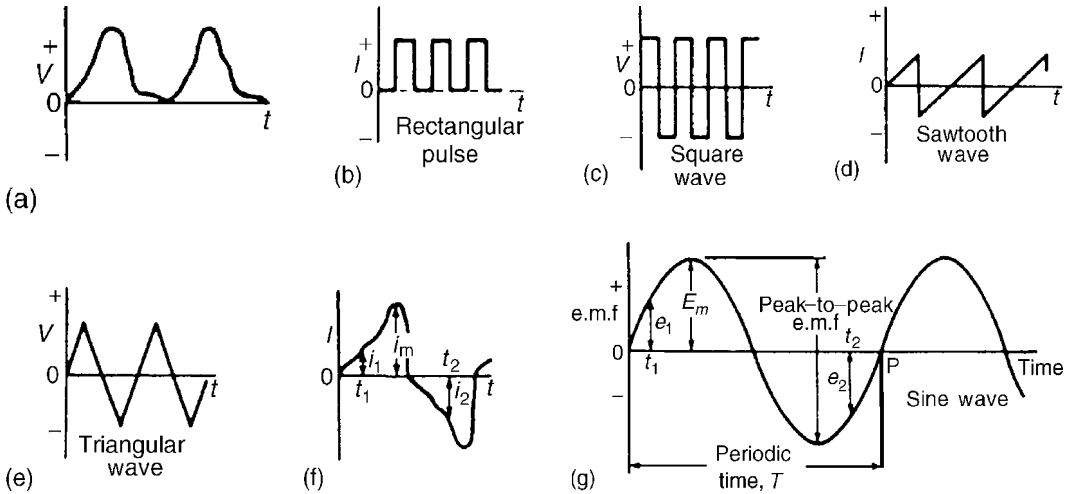 +
V
0
−
t
(a)
+
I
0
−
t
Rectangular
pulse
(b)
+
V
0
−
t
Square
wave
(c)
+
I
0
−
t
Sawtooth
wave
(d)
+
V
0
−
t
Triangular
wave
(e)
+
I
0
−
i1
im
t1
t2
i2
t
(f)
+
e.m.f
0
−
e1
Em
Peak–to–peak
e.m.f
t1
t2
e2
P
Time
Sine wave
Periodic
time, T
(g)